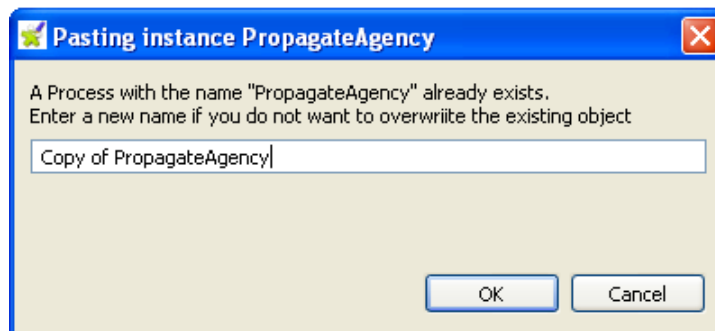 Pasting instance PropagateAgency
A Process with the name "PropagateAgency" already exists.
Enter a new name if you do not want to overwriite the existing object
Copy of PropagateAgency
OK Cancel